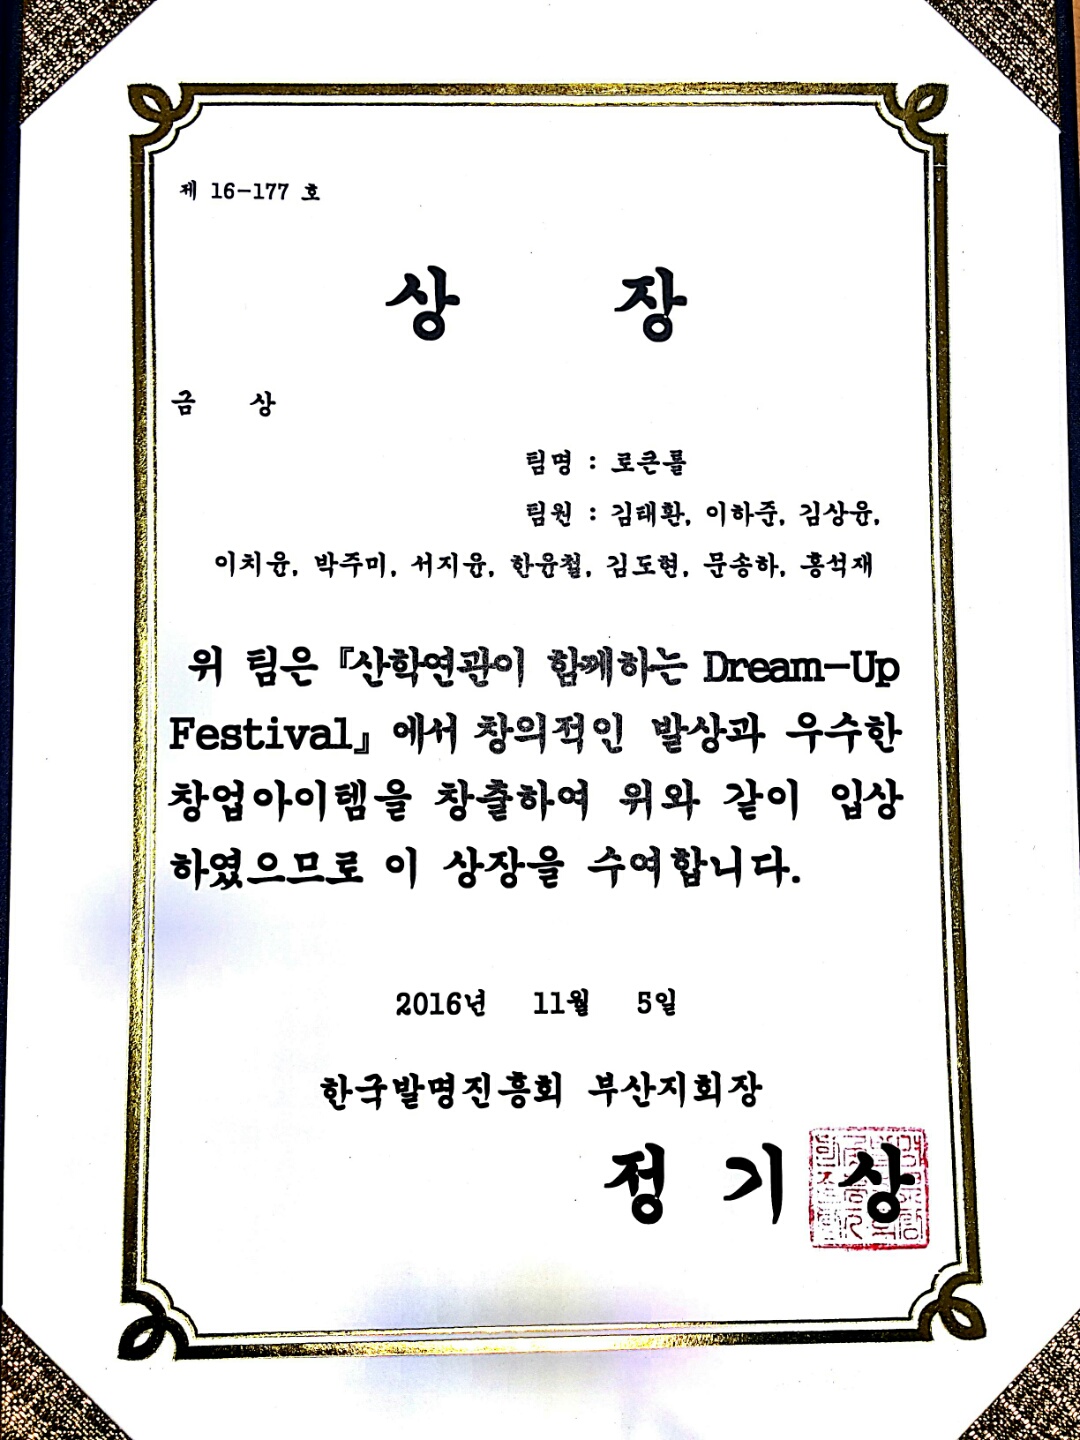 제 16-177 호
상 장
금 상
팀명 : 로큰롤
팀원 : 김태환, 이하준, 김상윤,
이치윤, 박주미, 서지윤, 한윤철, 김도현, 문송하, 홍석재
위 팀은 『산학연관이 함께하는 Dream-Up
Festival』에서 창의적인 발상과 우수한
창업아이템을 창출하여 위와 같이 입상
하였으므로 이 상장을 수여합니다.
2016년 11월 5일
한국발명진흥회 부산지회장
정 기 상